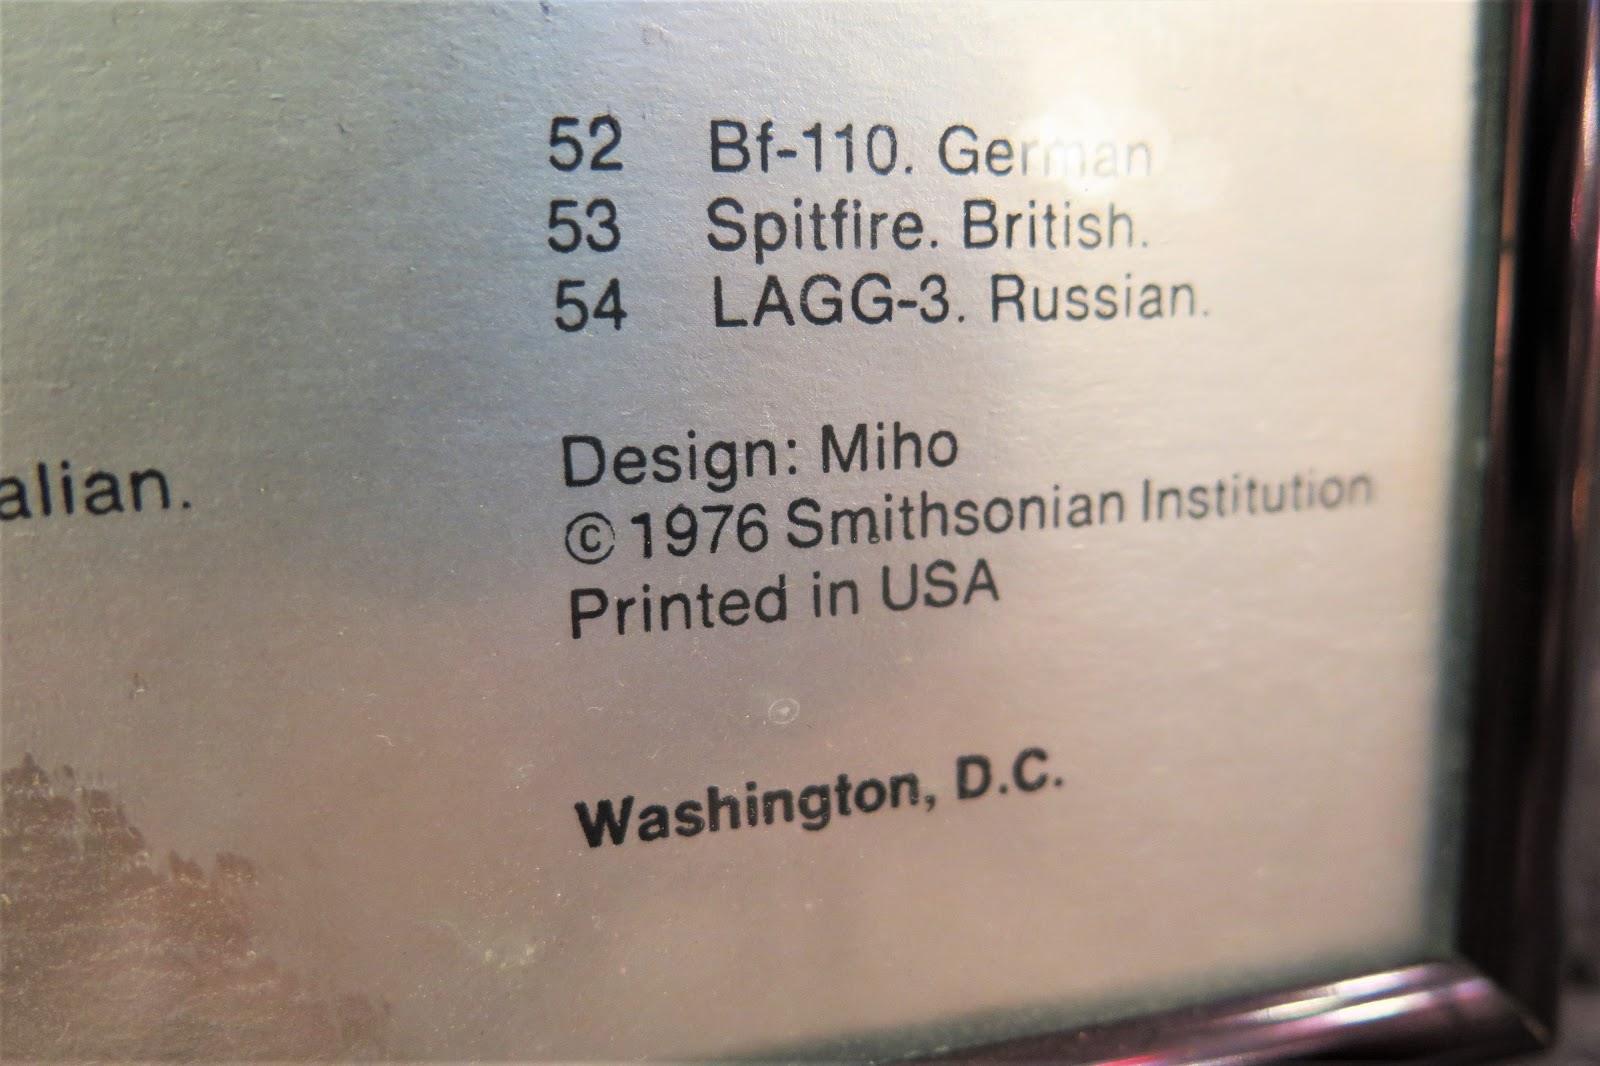 52 Bf-110. German
53 Spitfire. British.
54 LAGG-3. Russian.
alian.
Design: Miho
© 1976 Smithsonian Institution
Printed in USA
Washington, D.C.